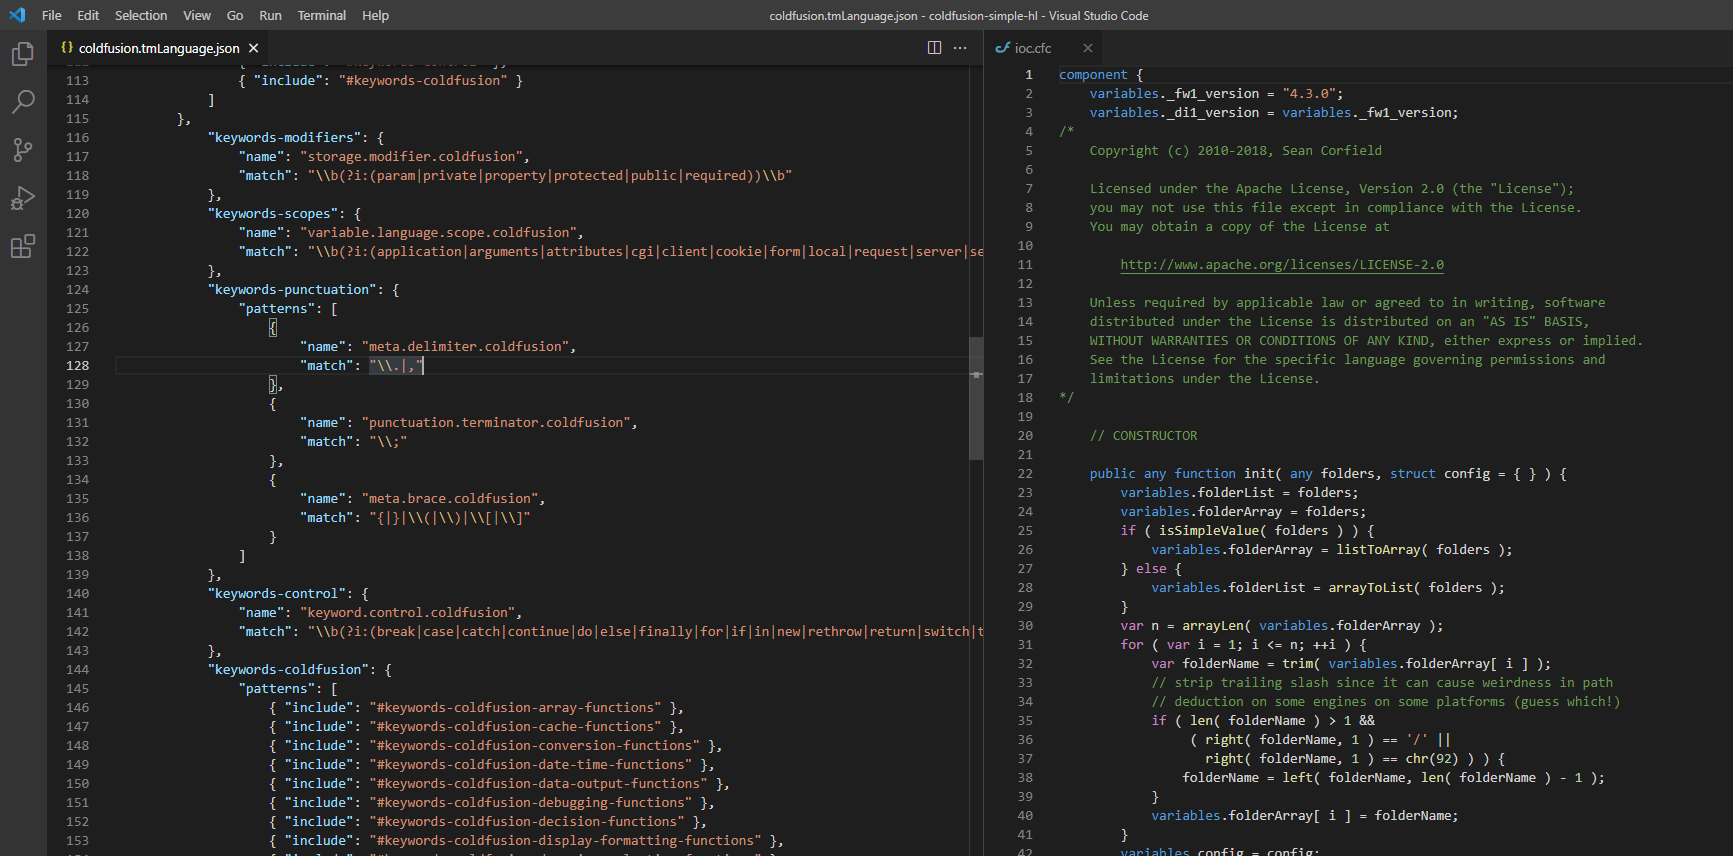 File Edit Selection View Go Run Terminal Help
coldfusion.tmLanguage.json - coldfusion-simple-hl - Visual Studio Code
{} coldfusion.tmLanguage.json
113 { "include": "#keywords-coldfusion" }
114 ]
115 },
116 "keywords-modifiers": {
117 "name": "storage.modifier.coldfusion",
118 "match": "\\b(?i:(param|private|property|protected|public|required))\\b"
119 },
120 "keywords-scopes": {
121 "name": "variable.language.scope.coldfusion",
122 "match": "\\b(?i:(application|arguments|attributes|cgi|client|cookie|form|local|request|server|se
123 },
124 "keywords-punctuation": {
125 "patterns": [
126 {
127 "name": "meta.delimiter.coldfusion",
128 "match": "\\.|,"
129 },
130 {
131 "name": "punctuation.terminator.coldfusion",
132 "match": "\\;"
133 },
134 {
135 "name": "meta.brace.coldfusion",
136 "match": "{|}|\\(|\\)|\\[|\\]"
137 }
138 ]
139 },
140 "keywords-control": {
141 "name": "keyword.control.coldfusion",
142 "match": "\\b(?i:(break|case|catch|continue|do|else|finally|for|if|in|new|rethrow|return|switch|t
143 },
144 "keywords-coldfusion": {
145 "patterns": [
146 { "include": "#keywords-coldfusion-array-functions" },
147 { "include": "#keywords-coldfusion-cache-functions" },
148 { "include": "#keywords-coldfusion-conversion-functions" },
149 { "include": "#keywords-coldfusion-date-time-functions" },
150 { "include": "#keywords-coldfusion-data-output-functions" },
151 { "include": "#keywords-coldfusion-debugging-functions" },
152 { "include": "#keywords-coldfusion-decision-functions" },
153 { "include": "#keywords-coldfusion-display-formatting-functions" },
ioc.cfc
1 component {
2 variables._fw1_version = "4.3.0";
3 variables._di1_version = variables._fw1_version;
4 /*
5 Copyright (c) 2010-2018, Sean Corfield
6
7 Licensed under the Apache License, Version 2.0 (the "License");
8 you may not use this file except in compliance with the License.
9 You may obtain a copy of the License at
10
11 http://www.apache.org/licenses/LICENSE-2.0
12
13 Unless required by applicable law or agreed to in writing, software
14 distributed under the License is distributed on an "AS IS" BASIS,
15 WITHOUT WARRANTIES OR CONDITIONS OF ANY KIND, either express or implied.
16 See the License for the specific language governing permissions and
17 limitations under the License.
18 */
19
20 // CONSTRUCTOR
21
22 public any function init( any folders, struct config = { } ) {
23 variables.folderList = folders;
24 variables.folderArray = folders;
25 if ( isSimpleValue( folders ) ) {
26 variables.folderArray = listToArray( folders );
27 } else {
28 variables.folderList = arrayToList( folders );
29 }
30 var n = arrayLen( variables.folderArray );
31 for ( var i = 1; i <= n; ++i ) {
32 var folderName = trim( variables.folderArray[ i ] );
33 // strip trailing slash since it can cause weirdness in path
34 // deduction on some engines on some platforms (guess which!)
35 if ( len( folderName ) > 1 &&
36 ( right( folderName, 1 ) == '/' ||
37 right( folderName, 1 ) == chr(92) ) ) {
38 folderName = left( folderName, len( folderName ) - 1 );
39 }
40 variables.folderArray[ i ] = folderName;
41 }
42 variables.config = config;